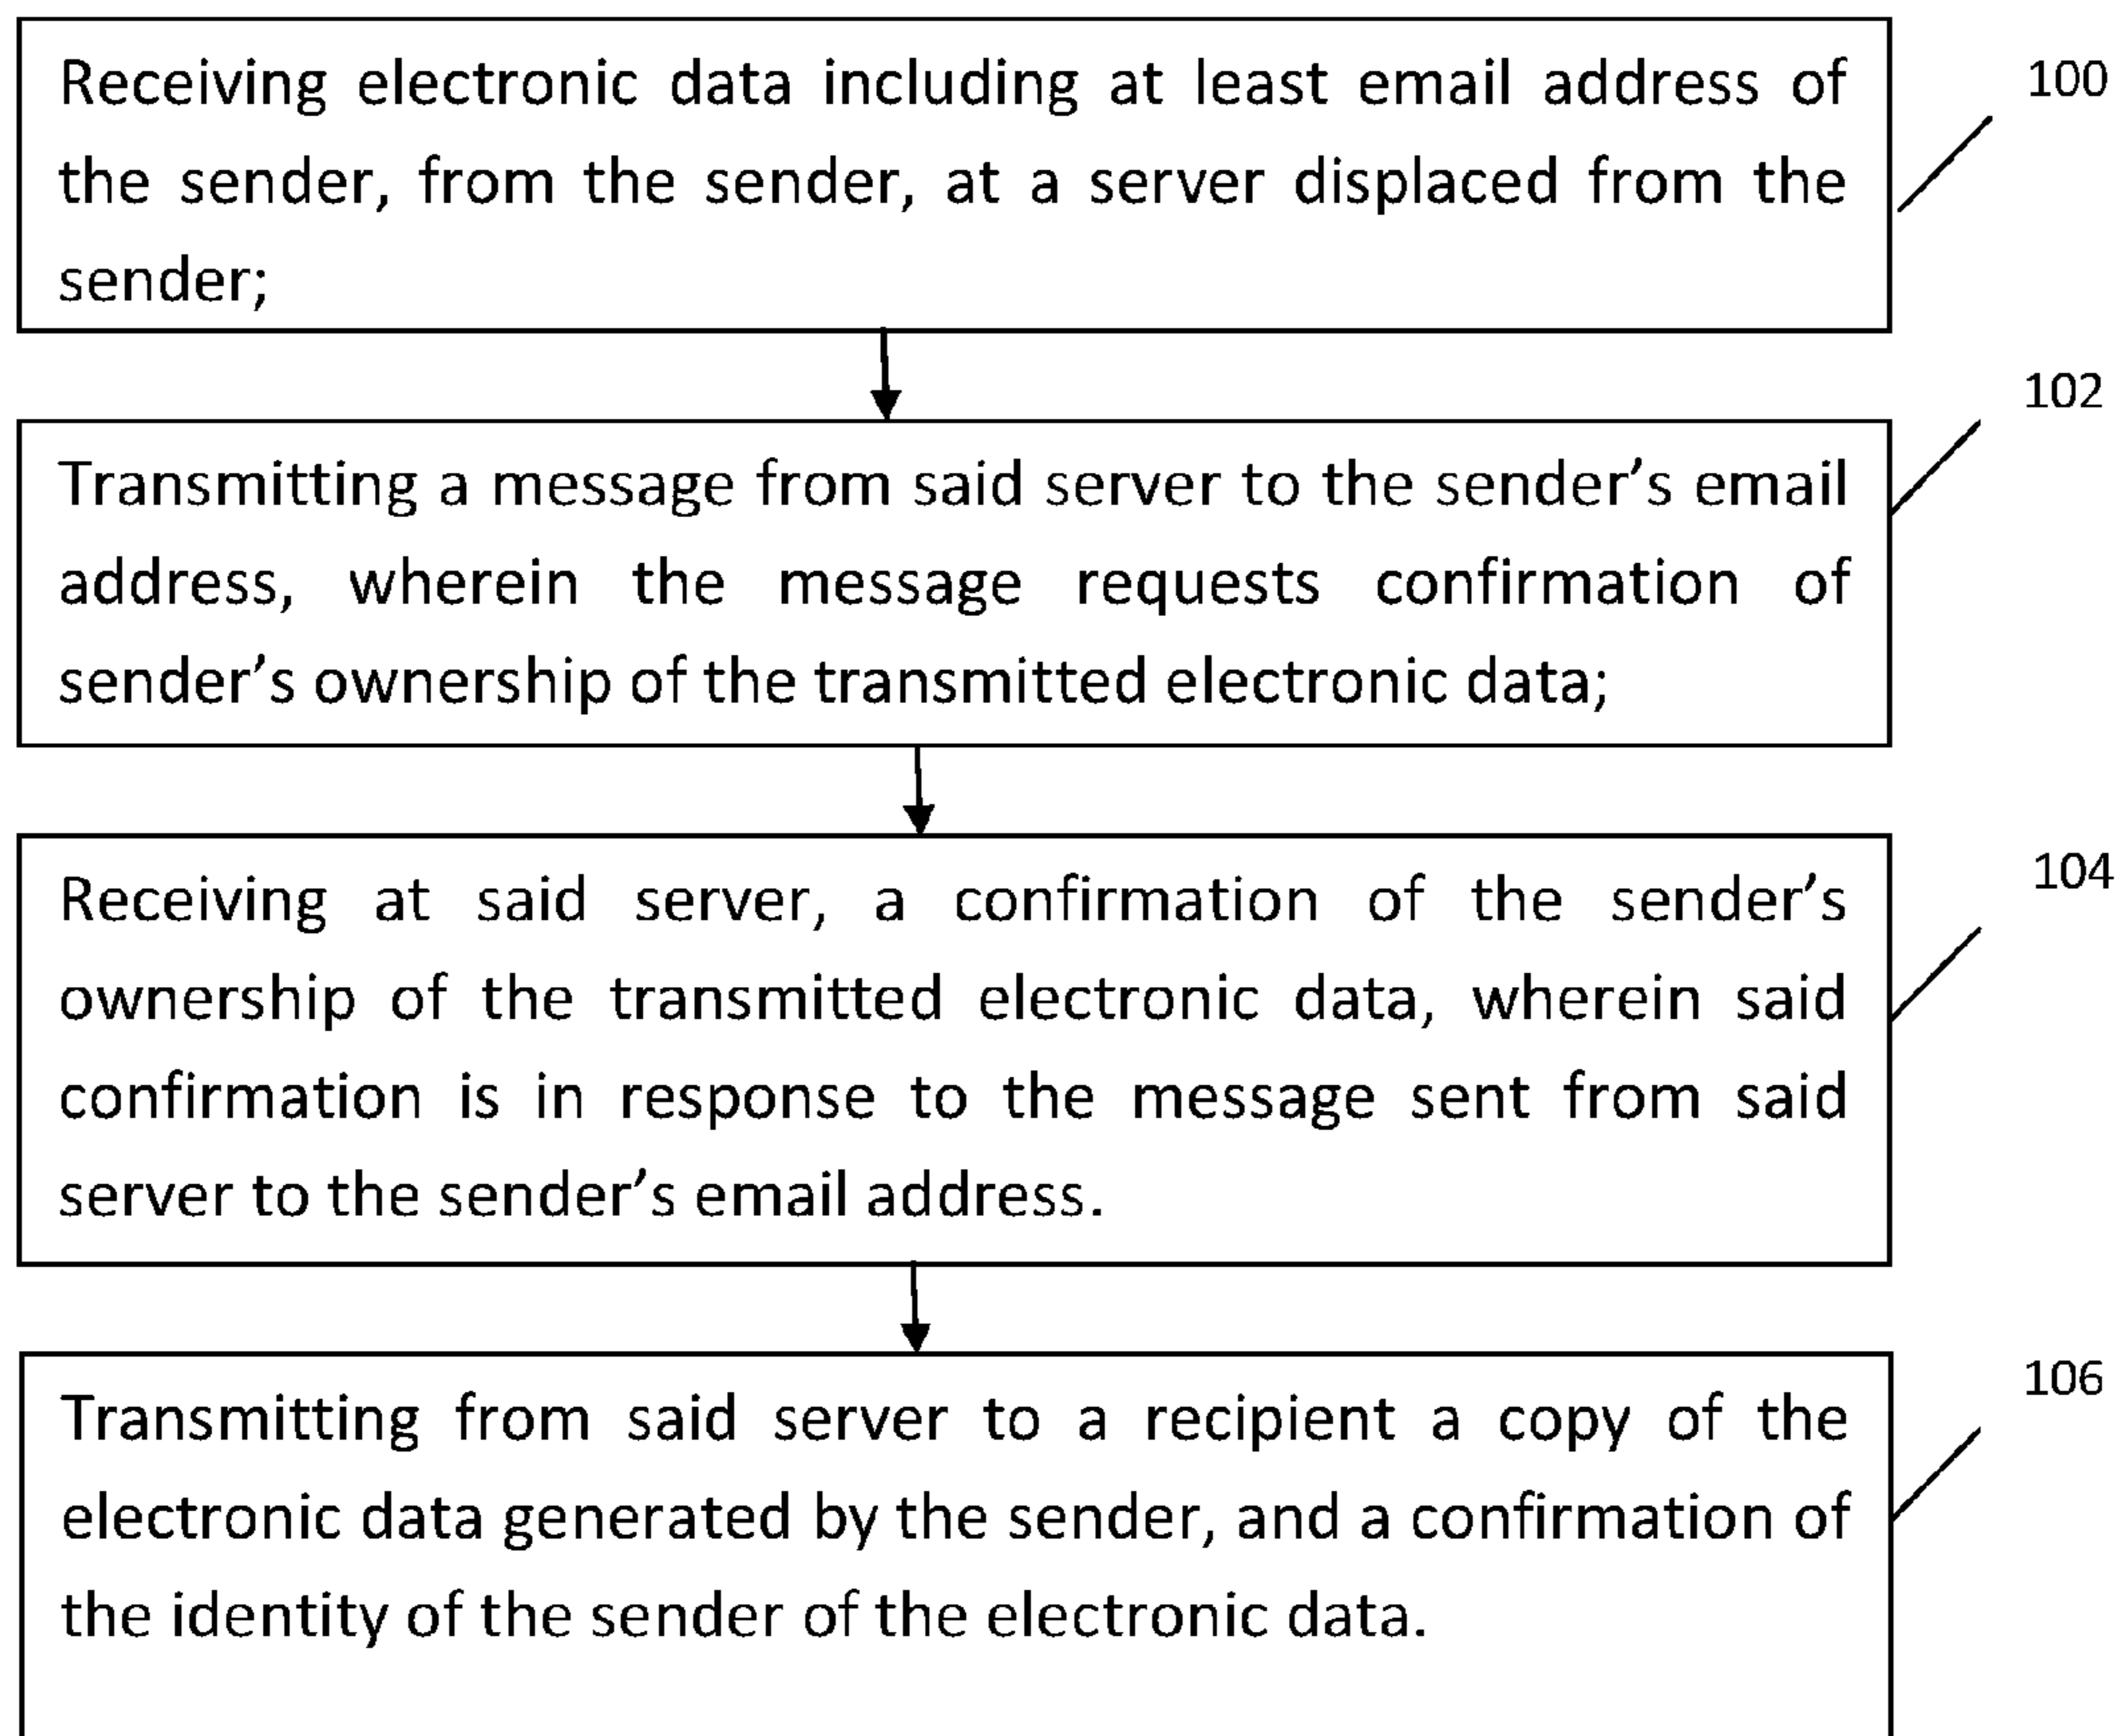 Receiving electronic data including at least email address of
100
the sender, from the sender, at a server displaced from the
sender;
102
Transmitting a message from said server to the sender’s email
address, wherein the message requests confirmation of
sender’s ownership of the transmitted electronic data;
104
Receiving at said server, a confirmation of the sender’s
ownership of the transmitted electronic data, wherein said
confirmation is in response to the message sent from said
server to the sender’s email address.
106
Transmitting from said server to a recipient a copy of the
electronic data generated by the sender, and a confirmation of
the identity of the sender of the electronic data.